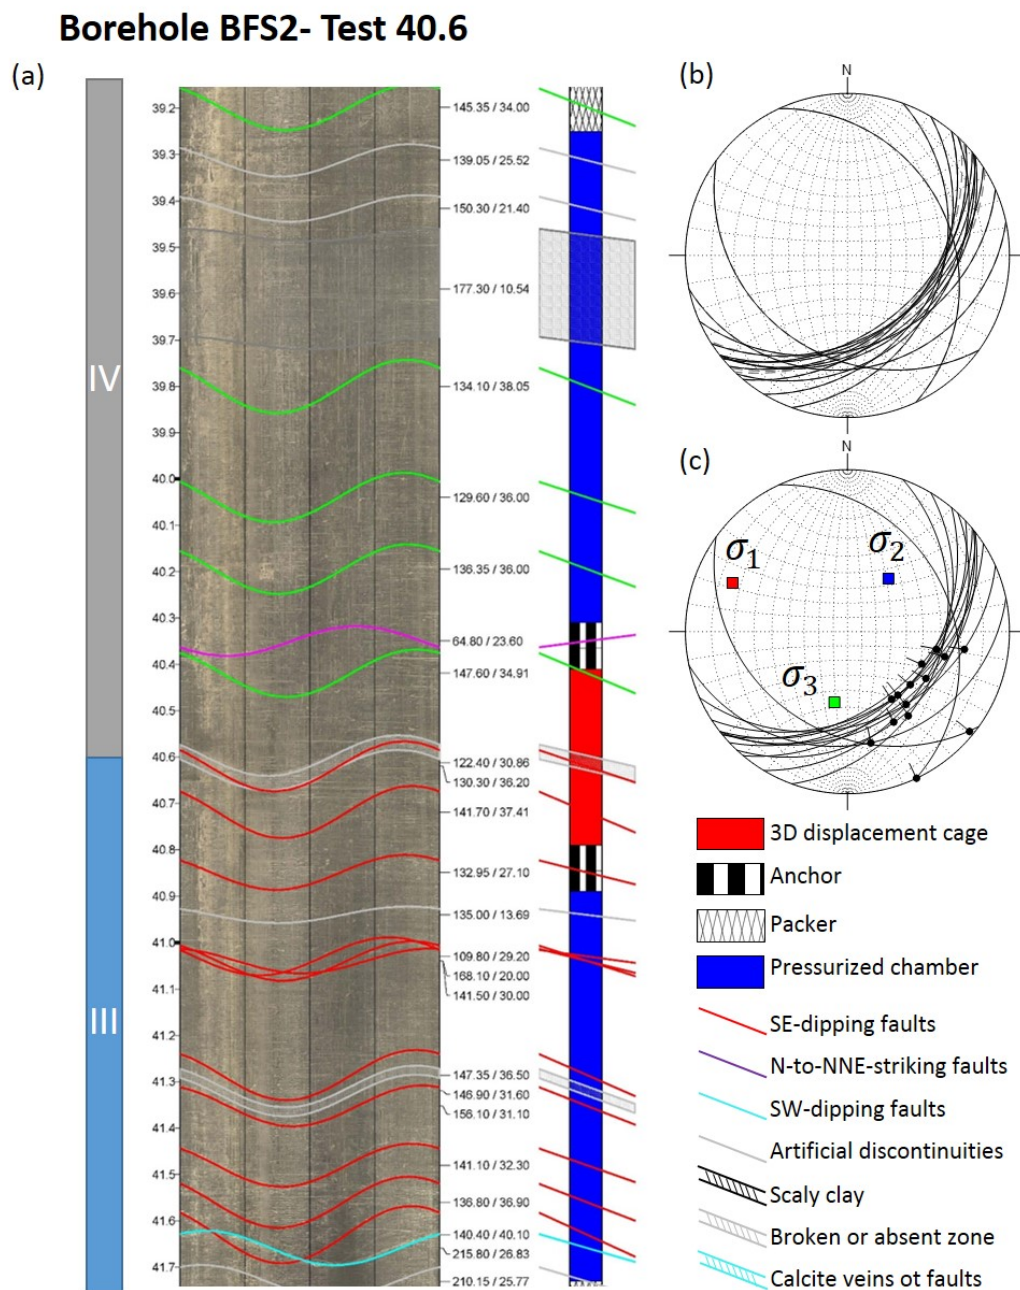 Borehole BFS2- Test 40.6
(a)
(b)
N
39.2
145.35 / 34.00
39.3
139.05 / 25.52
39.4
150.30 / 21.40
39.5
39.6
177.30 / 10.54
39.7
IV
39.8
134.10 / 38.05
39.9
40.0
129.60 / 36.00
40.1
40.2
136.35 / 36.00
40.3
64.80 / 23.60
40.4
147.60 / 34.91
40.5
40.6
122.40 / 30.86
130.30 / 36.20
40.7
141.70 / 37.41
40.8
132.95 / 27.10
40.9
135.00 / 13.69
41.0
109.80 / 29.20
168.10 / 20.00
41.1
141.50 / 30.00
III
41.2
41.3
147.35 / 36.50
146.90 / 31.60
156.10 / 31.10
41.4
41.5
141.10 / 32.30
41.6
136.80 / 36.90
140.40 / 40.10
215.80 / 26.83
41.7
210.15 / 25.77
(c)
N
σ1
σ2
σ3
3D displacement cage
Anchor
Packer
Pressurized chamber
SE-dipping faults
N-to-NNE-striking faults
SW-dipping faults
Artificial discontinuities
Scaly clay
Broken or absent zone
Calcite veins ot faults